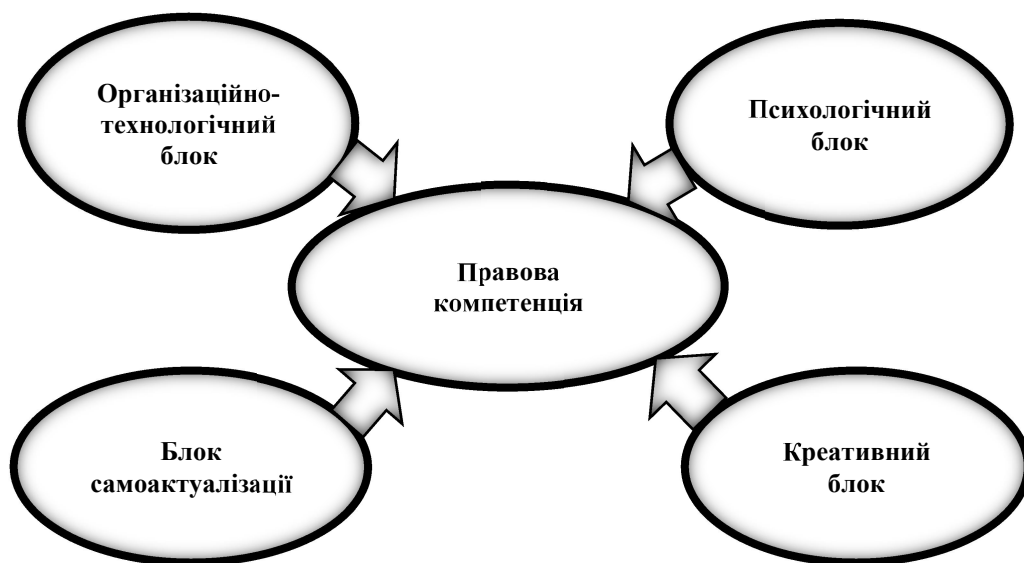 Організаційно-
технологічний
блок
Психологічний
блок
Правова
компетенція
Блок
самоактуалізації
Креативний
блок